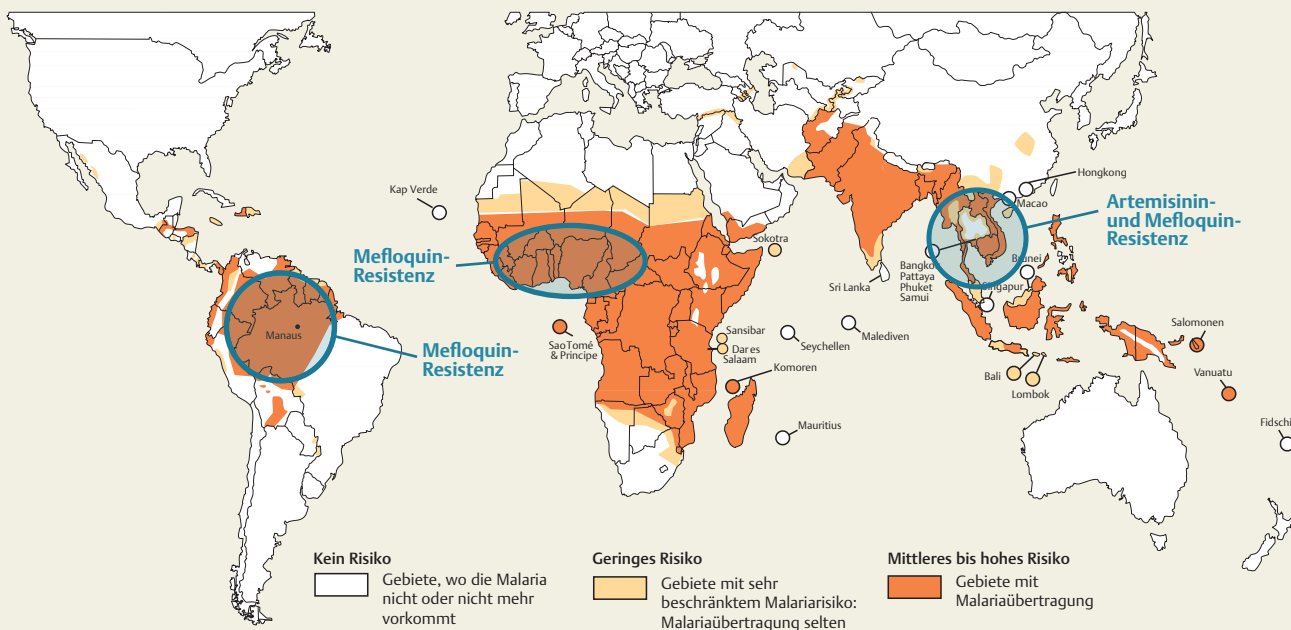 Kap Verde
Mefloquin-
Resistenz
Manaus
Mefloquin-
Resistenz
Sao Tomé
& Principe
Sokotra
Sansibar
Dar es
Salaam
Komoren
Seychellen
Mauritius
Malediven
Sri Lanka
Hongkong
Macao
Artemisinin-
und Mefloquin-
Resistenz
Bangkok
Pattaya
Phuket
Samui
Brunei
Singapur
Bali
Lombok
Salomonen
Vanuatu
Fidschi
Kein Risiko
Gebiete, wo die Malaria
nicht oder nicht mehr
vorkommt
Geringes Risiko
Gebiete mit sehr
beschränktem Malariarisiko:
Malariaübertragung selten
Mittleres bis hohes Risiko
Gebiete mit
Malariaübertragung